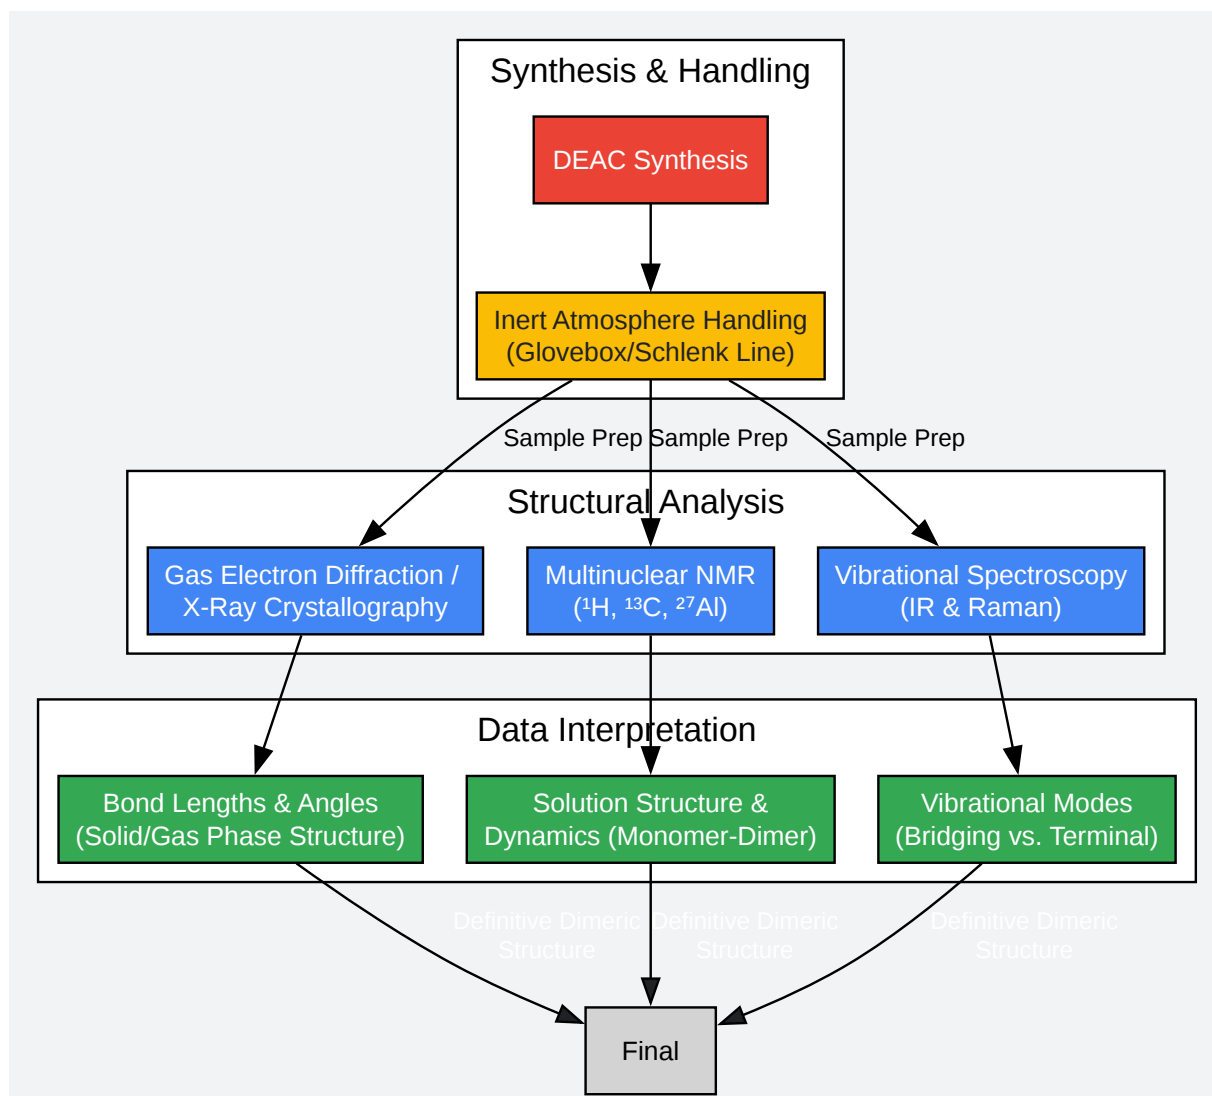 Synthesis & Handling
DEAC Synthesis
Inert Atmosphere Handling
(Glovebox/Schlenk Line)
Sample Prep
Sample Prep
Sample Prep
Structural Analysis
Gas Electron Diffraction /
X-Ray Crystallography
Multinuclear NMR
(¹H, ¹³C, ²⁷Al)
Vibrational Spectroscopy
(IR & Raman)
Data Interpretation
Bond Lengths & Angles
(Solid/Gas Phase Structure)
Solution Structure &
Dynamics (Monomer-Dimer)
Vibrational Modes
(Bridging vs. Terminal)
Definitive Dimeric
Structure
Definitive Dimeric
Structure
Definitive Dimeric
Structure
Final